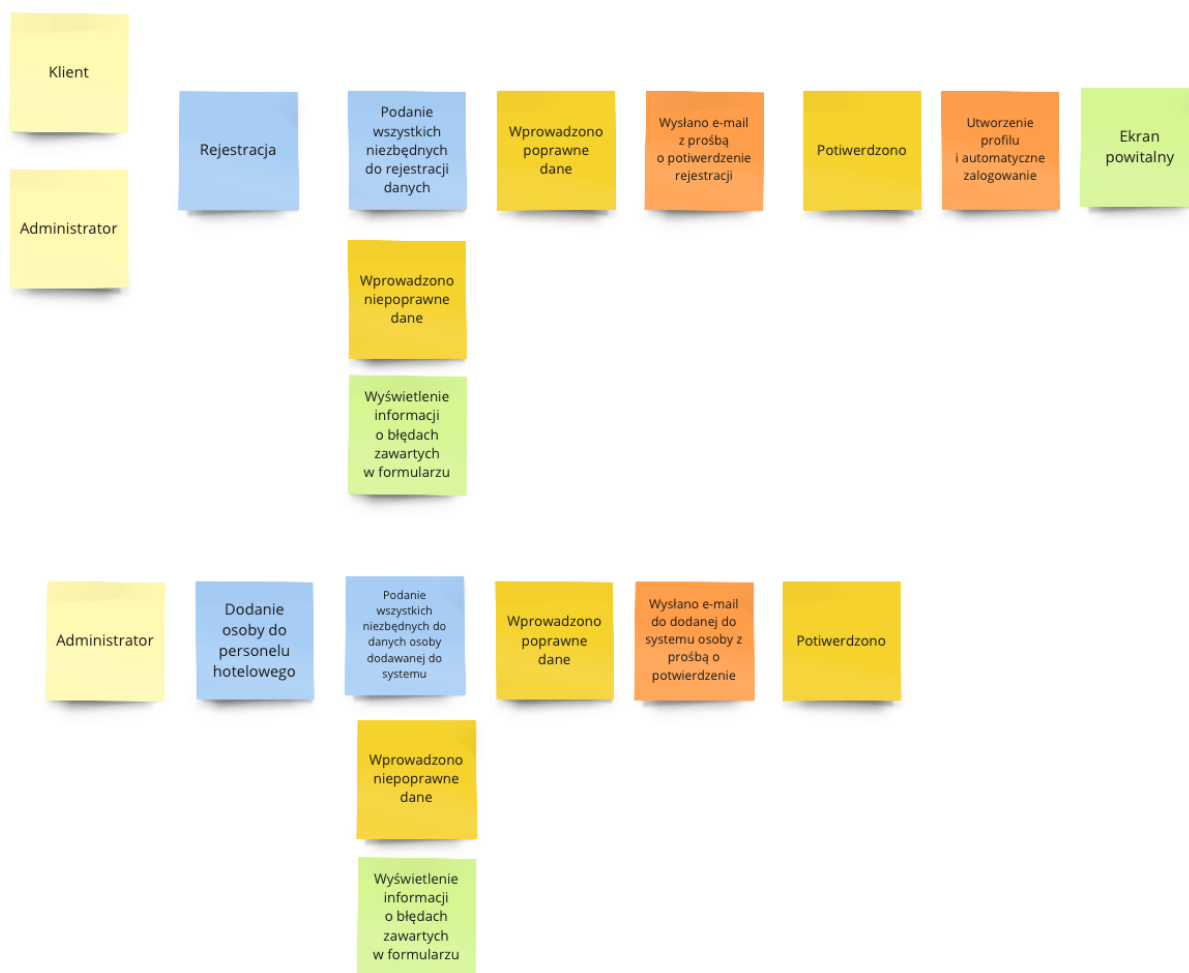 Klient
Administrator
Rejestracja
Podanie
wszystkich
niezbędnych
do rejestracji
danych
Wprowadzono
poprawne
dane
Wysłano e-mail
z prośbą
o potwierdzenie
rejestracji
Potiwerdzono
Utworzenie
profilu
i automatyczne
zalogowanie
Ekran
powitalny
Wprowadzono
niepoprawne
dane
Wyświetlenie
informacji
o błędach
zawartych
w formularzu
Administrator
Dodanie
osoby do
personelu
hotelowego
Podanie
wszystkich
niezbędnych do
danych osoby
dodawanej do
systemu
Wprowadzono
poprawne
dane
Wysłano e-mail
do dodanej do
systemu osoby z
prośbą o
potwierdzenie
Potiwerdzono
Wprowadzono
niepoprawne
dane
Wyświetlenie
informacji
o błędach
zawartych
w formularzu